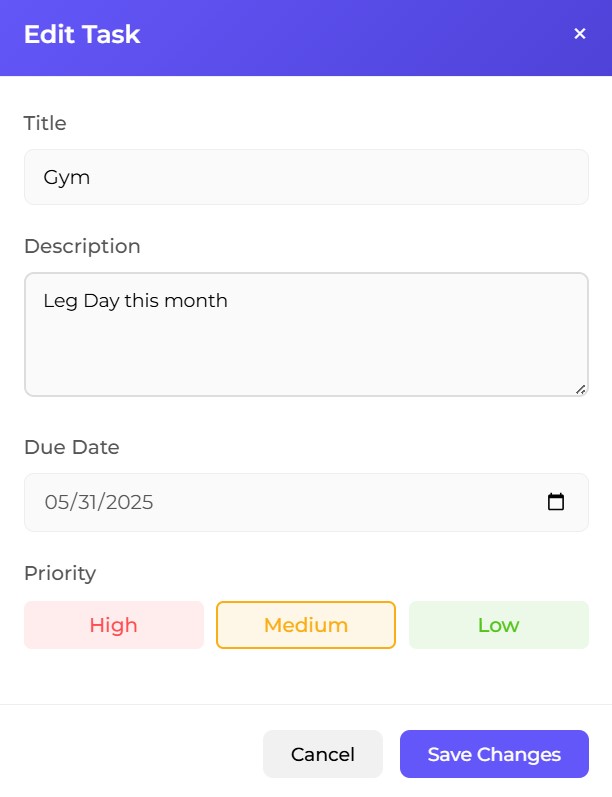 Edit Task ×
Title
Gym
Description
Leg Day this month
Due Date
05/31/2025
Priority
High Medium Low
Cancel Save Changes